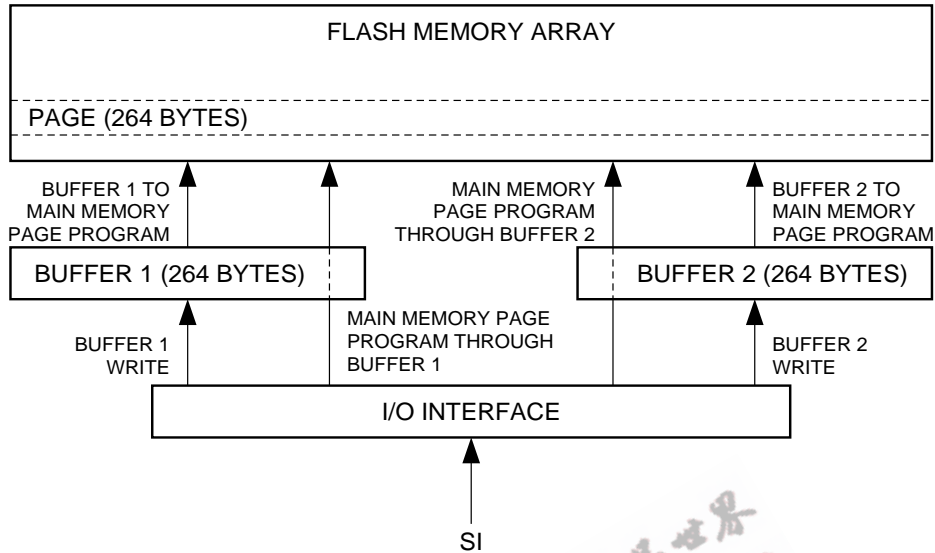 FLASH MEMORY ARRAY
PAGE (264 BYTES)
BUFFER 1 TO
MAIN MEMORY
PAGE PROGRAM
MAIN MEMORY
PAGE PROGRAM
THROUGH BUFFER 2
BUFFER 2 TO
MAIN MEMORY
PAGE PROGRAM
BUFFER 1 (264 BYTES)
BUFFER 2 (264 BYTES)
BUFFER 1
WRITE
MAIN MEMORY PAGE
PROGRAM THROUGH
BUFFER 1
BUFFER 2
WRITE
I/O INTERFACE
SI